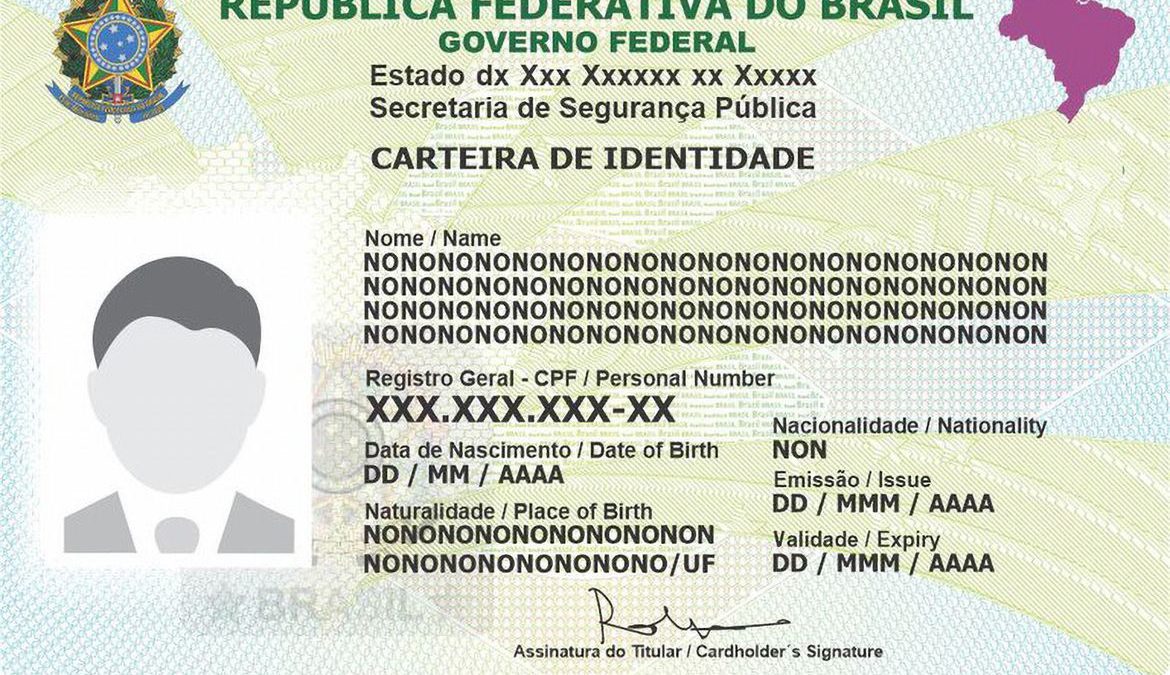 REPÚBLICA FEDERATIVA DO BRASIL
GOVERNO FEDERAL
Estado dx Xxx Xxxxxx xx Xxxxx
Secretaria de Segurança Pública
CARTEIRA DE IDENTIDADE
Nome / Name
NONONONONONONONONONONONONONONONONONON
NONONONONONONONONONONONONONONONONONON
NONONONONONONONONONONONONONONONONONON
NONONONONONONONONONONONONONONONONONON
Registro Geral - CPF / Personal Number
XXX.XXX.XXX-XX
Nacionalidade / Nationality
NON
Data de Nascimento / Date of Birth
DD / MM / AAAA
Emissão / Issue
DD / MMM / AAAA
Naturalidade / Place of Birth
NONONONONONONONONON
NONONONONONONONO/UF
Validade / Expiry
DD / MMM / AAAA
BRASIL
Assinatura do Titular / Cardholder´s Signature